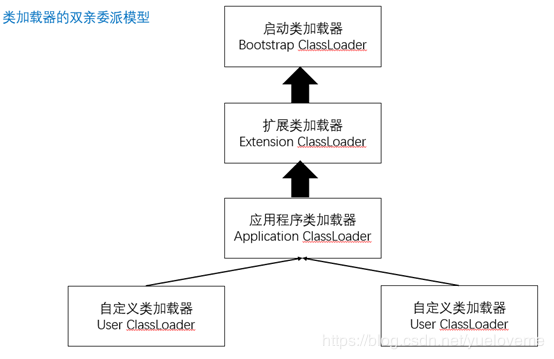 类加载器的双亲委派模型
启动类加载器
Bootstrap ClassLoader
扩展类加载器
Extension ClassLoader
应用程序类加载器
Application ClassLoader
自定义类加载器
User ClassLoader
自定义类加载器
User ClassLoader
https://blog.csdn.net/yueloveme